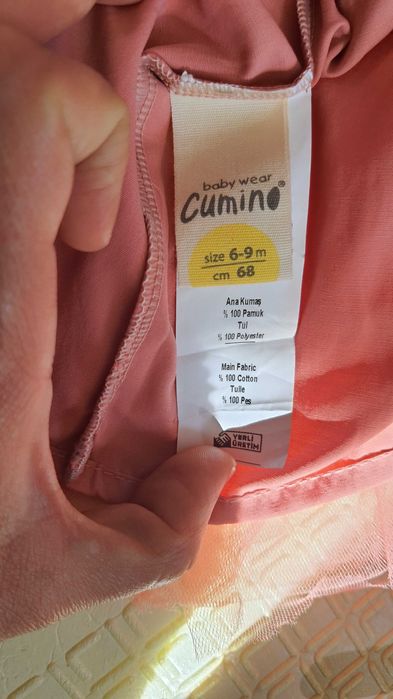 baby wear
cumino®
size 6-9 m
cm 68
Ana Kumaş
% 100 Pamuk
Tül
% 100 Polyester
Main Fabric
% 100 Cotton
Tulle
% 100 Pes
YERLİ
ÜRETİM